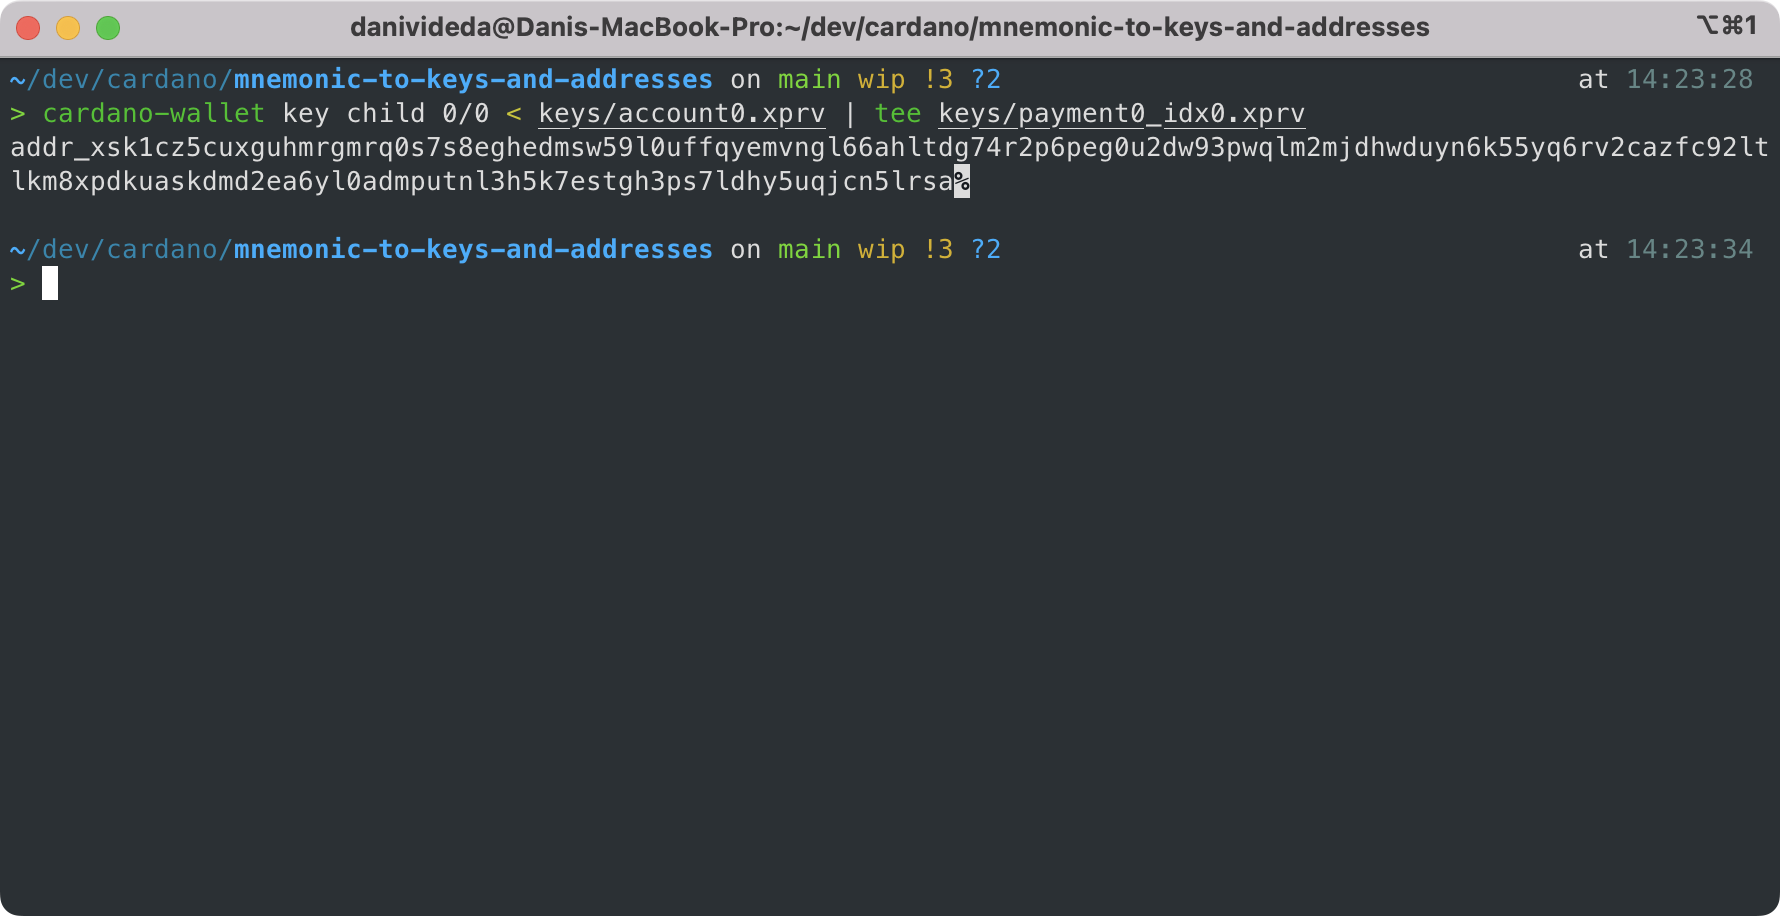 danivideda@Danis-MacBook-Pro:~/dev/cardano/mnemonic-to-keys-and-addresses ⌥⌘1
~/dev/cardano/mnemonic-to-keys-and-addresses on main wip !3 ?2 at 14:23:28
> cardano-wallet key child 0/0 < keys/account0.xprv | tee keys/payment0_idx0.xprv
addr_xsk1cz5cuxguhmrgmrq0s7s8eghedmsw59l0uffqyemvngl66ahltdg74r2p6peg0u2dw93pwqlm2mjdhwduyn6k55yq6rv2cazfc92lt
lkm8xpdkuaskdmd2ea6yl0admputnl3h5k7estgh3ps7ldhy5uqjcn5lrsa%
~/dev/cardano/mnemonic-to-keys-and-addresses on main wip !3 ?2 at 14:23:34
>